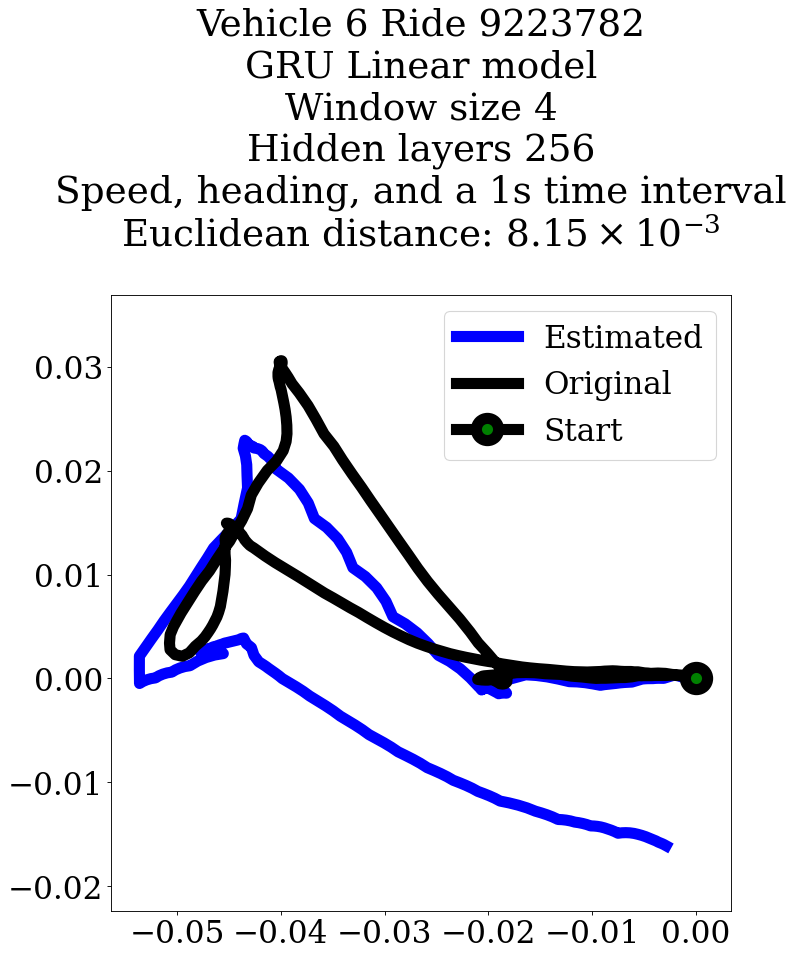 Vehicle 6 Ride 9223782
GRU Linear model
Window size 4
Hidden layers 256
Speed, heading, and a 1s time interval
Euclidean distance: 8.15 × 10⁻³
Estimated
Original
Start
0.03
0.02
0.01
0.00
−0.01
−0.02
−0.05 −0.04 −0.03 −0.02 −0.01 0.00